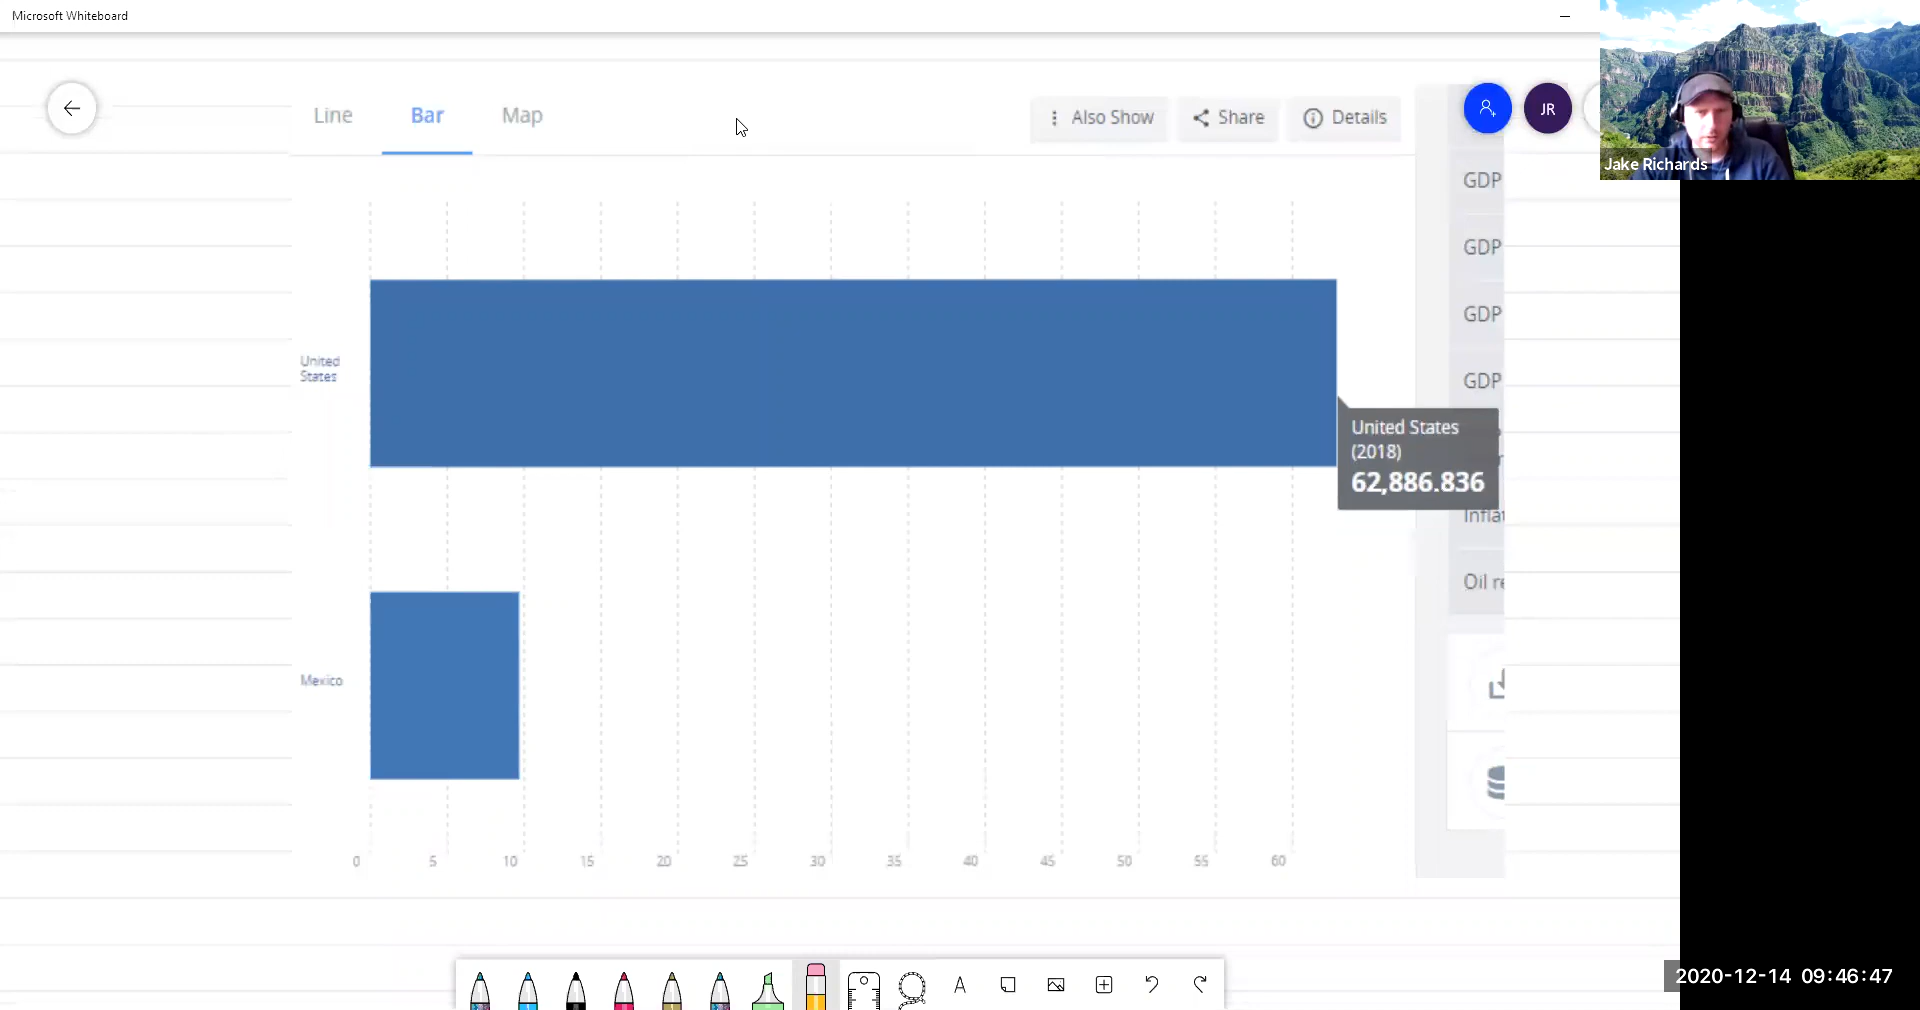 Microsoft Whiteboard
Line
Bar
Map
Also Show
Share
Details
JR
Jake Richards
GDP
GDP
GDP
GDP
United
States
United States
(2018)
62,886.836
Oil
Mexico
0 5 10 15 20 25 30 35 40 45 50 55 60
A
2020-12-14 09:46:47